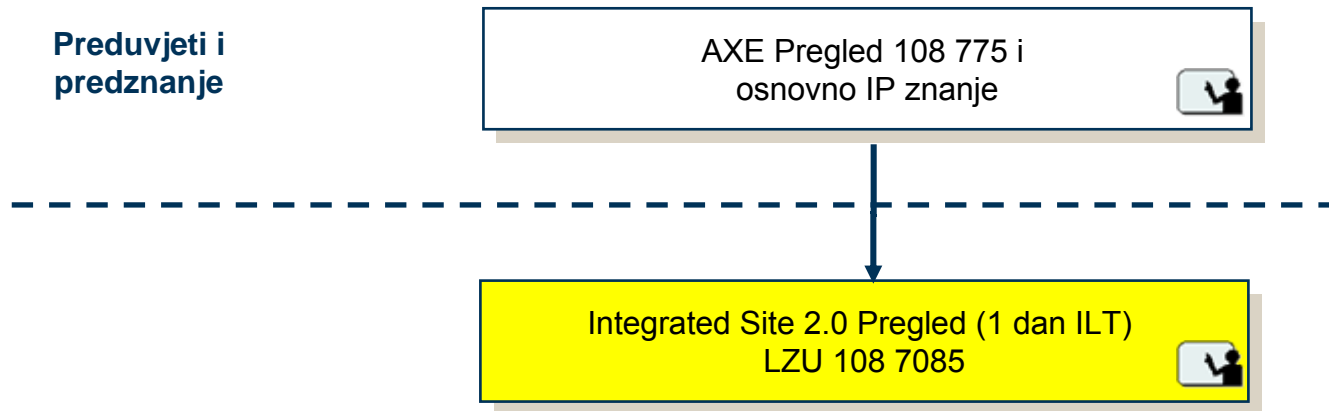 Preduvjeti i
predznanje
AXE Pregled 108 775 i
osnovno IP znanje
Integrated Site 2.0 Pregled (1 dan ILT)
LZU 108 7085